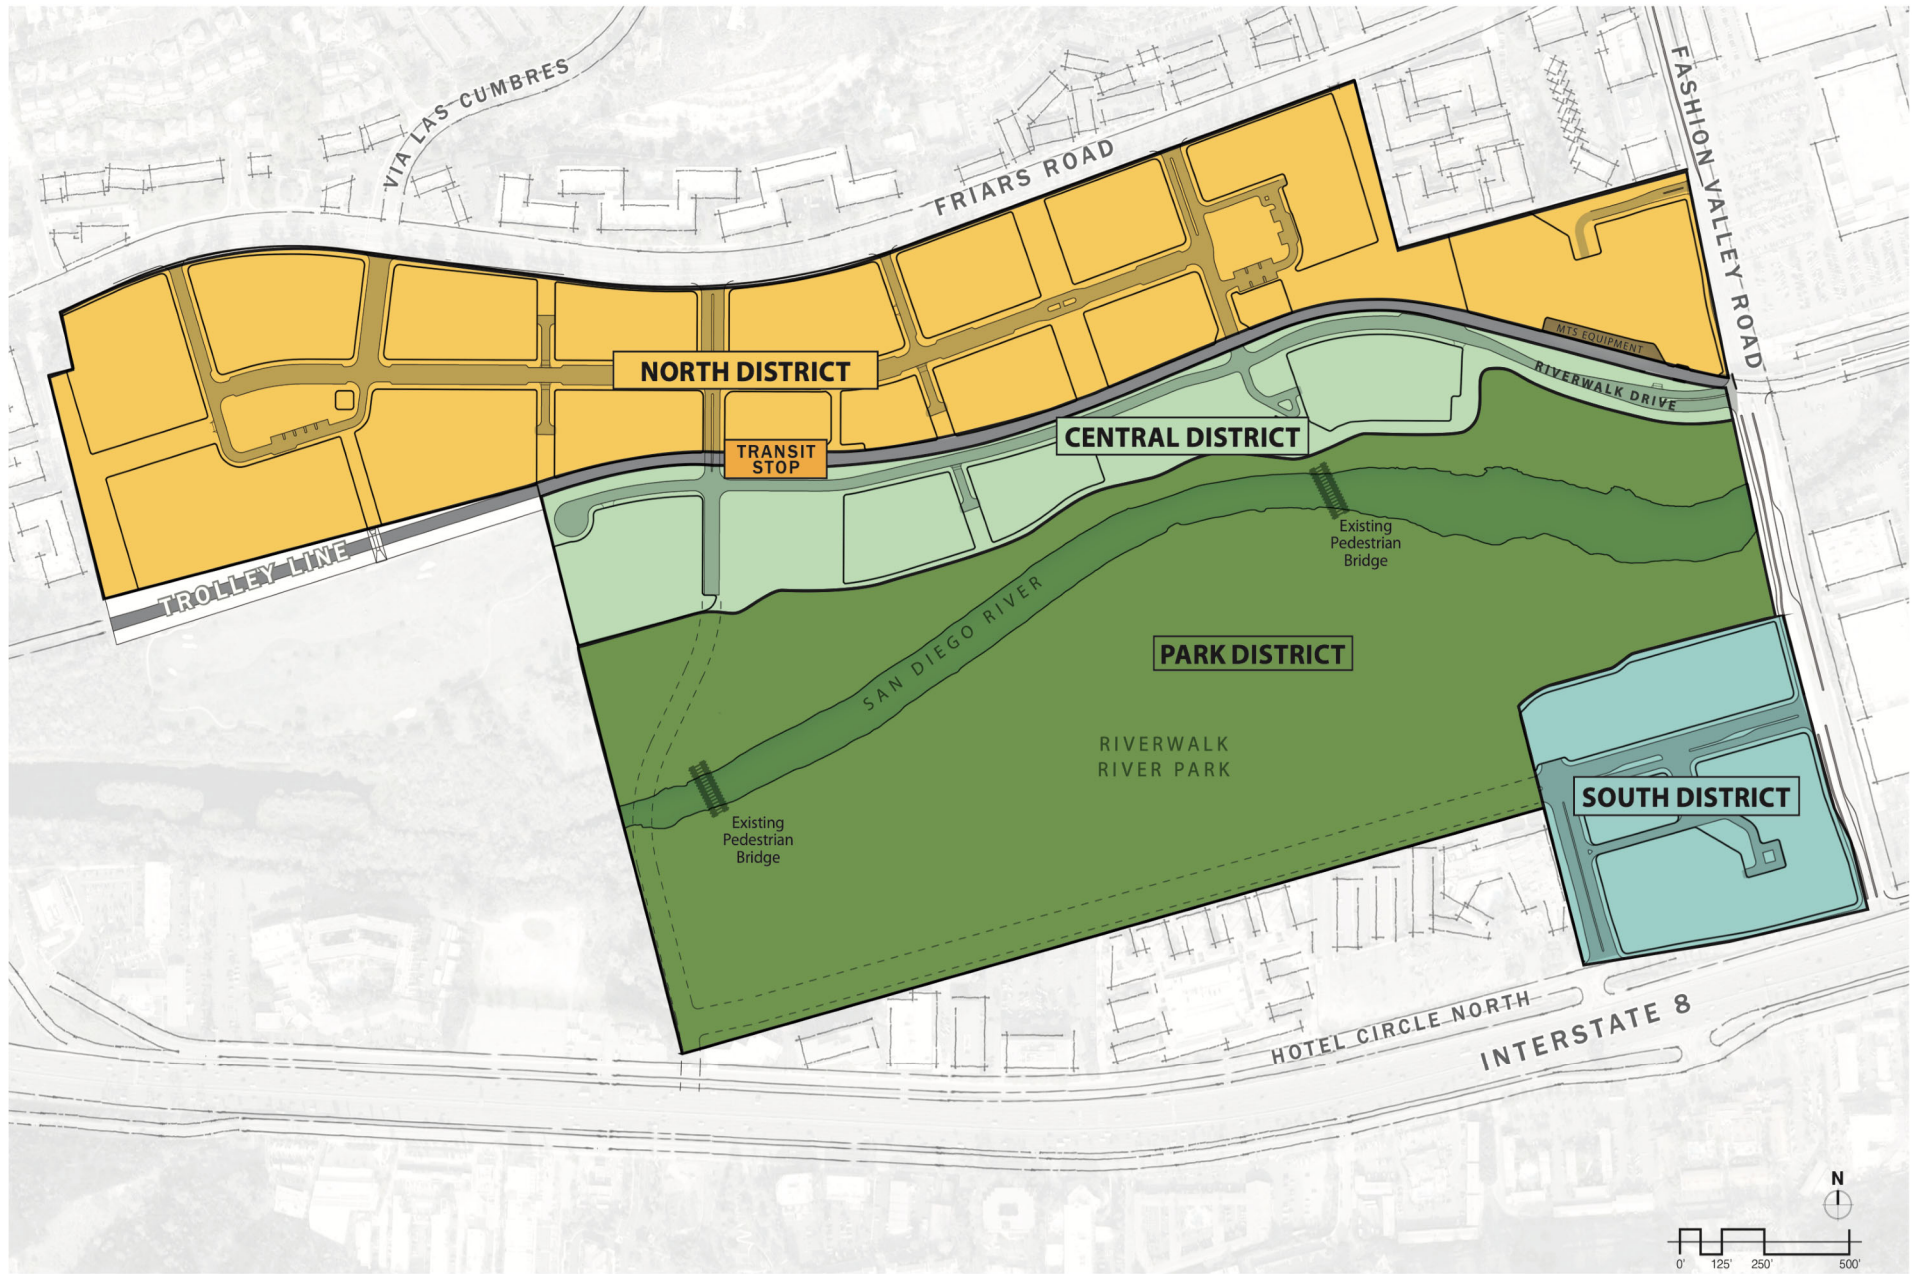 VIA LAS CUMBRES
FRIARS ROAD
FASHION VALLEY ROAD
MTS EQUIPMENT
NORTH DISTRICT
RIVERWALK DRIVE
CENTRAL DISTRICT
TRANSIT
STOP
Existing
Pedestrian
Bridge
TROLLEY LINE
SAN DIEGO RIVER
PARK DISTRICT
RIVERWALK
RIVER PARK
SOUTH DISTRICT
Existing
Pedestrian
Bridge
HOTEL CIRCLE NORTH
INTERSTATE 8
N
0' 125' 250' 500'